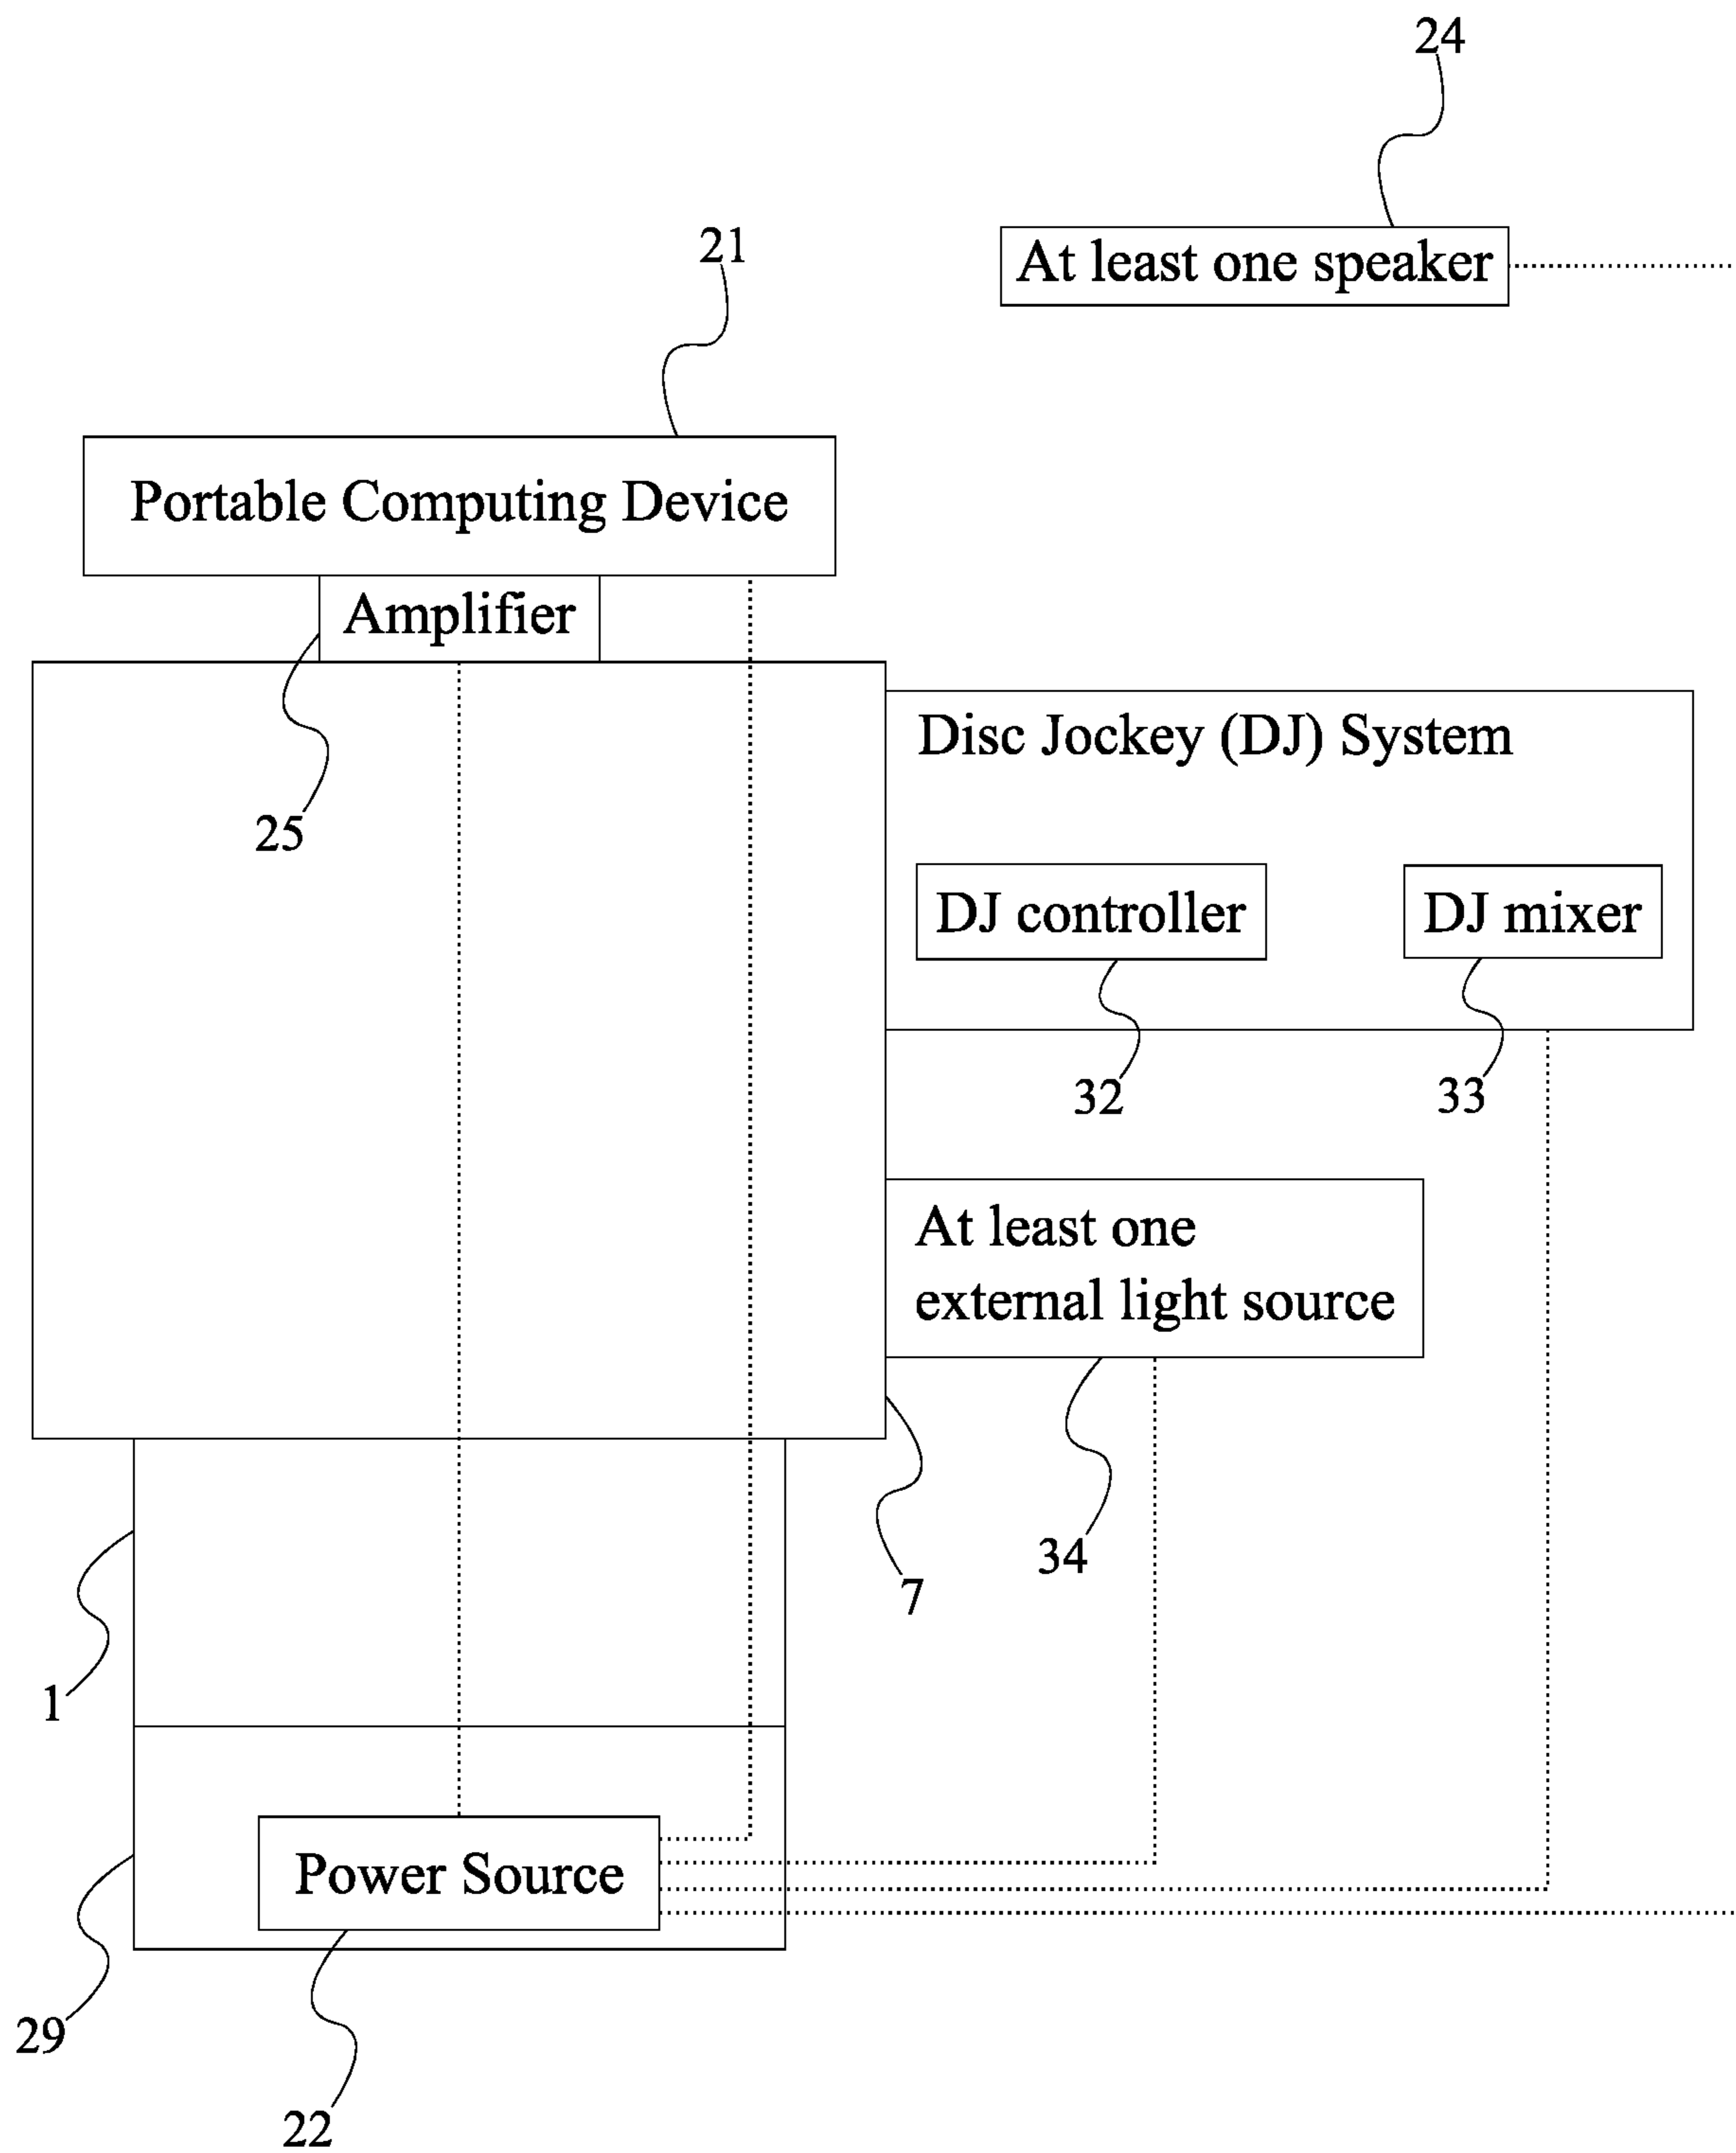 24
21
At least one speaker
Portable Computing Device
Amplifier
Disc Jockey (DJ) System
25
DJ controller
DJ mixer
32
33
At least one
external light source
34
7
1
Power Source
29
22